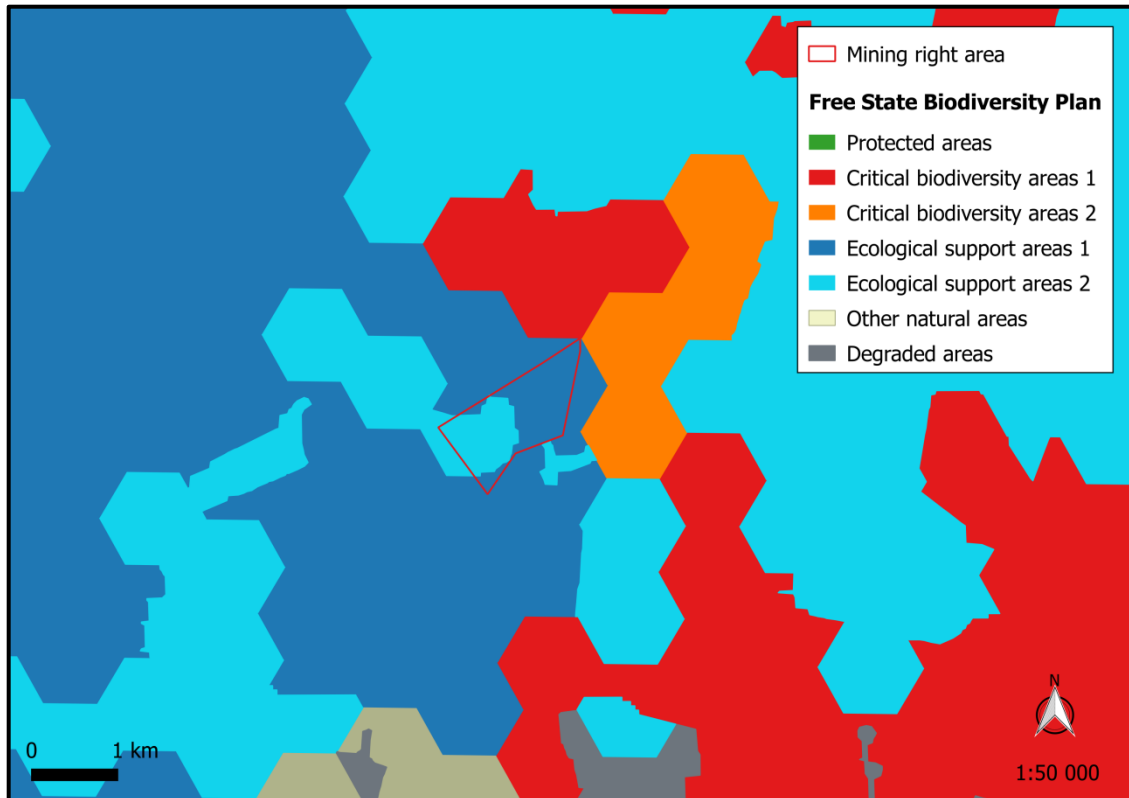 Mining right area
Free State Biodiversity Plan
Protected areas
Critical biodiversity areas 1
Critical biodiversity areas 2
Ecological support areas 1
Ecological support areas 2
Other natural areas
Degraded areas
N
0 1 km
1:50 000